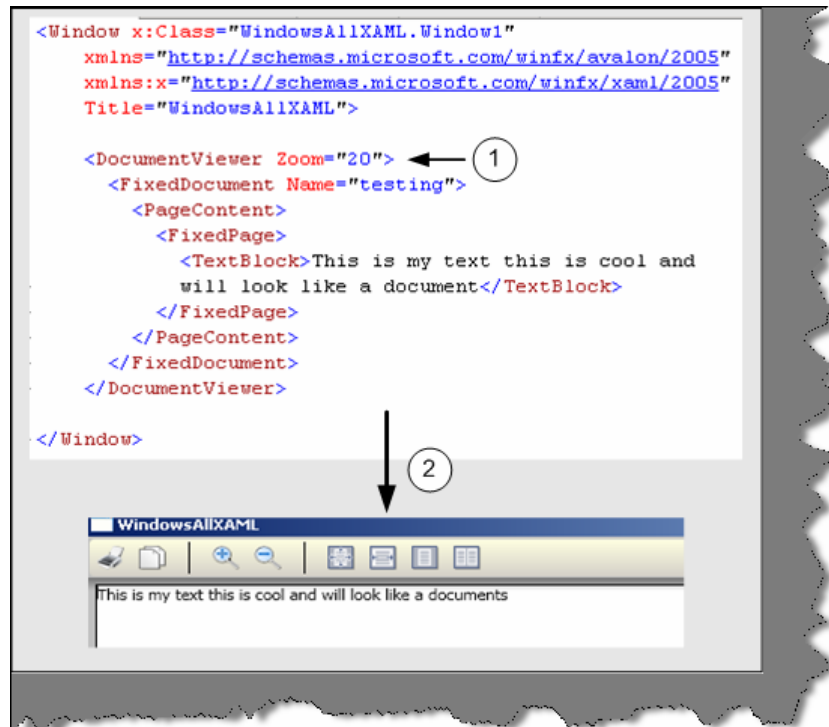 <Window x:Class="WindowsAllXAML.Window1"
xmlns="http://schemas.microsoft.com/winfx/avalon/2005"
xmlns:x="http://schemas.microsoft.com/winfx/xaml/2005"
Title="WindowsAllXAML">
<DocumentViewer Zoom="20">
1
<FixedDocument Name="testing">
<PageContent>
<FixedPage>
<TextBlock>This is my text this is cool and
will look like a document</TextBlock>
</FixedPage>
</PageContent>
</FixedDocument>
</DocumentViewer>
</Window>
2
WindowsAllXAML
This is my text this is cool and will look like a documents